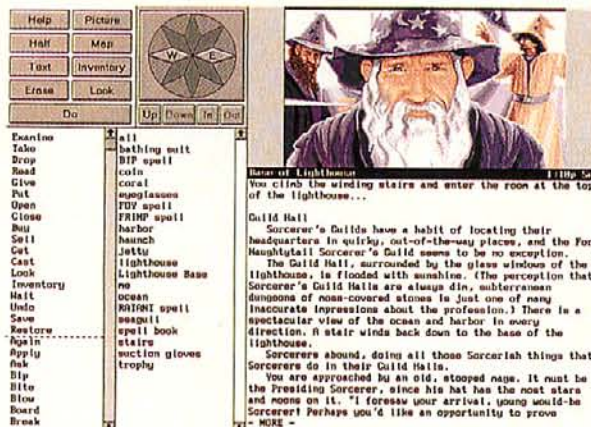 Help Picture
Half Map
Text Inventory
Erase Look
Do
W E
Up Down In Out
Examine
Take
Drop
Read
Give
Put
Open
Close
Buy
Sell
Get
Cast
Look
Inventory
Wait
Undo
Save
Restore
Again
Apply
Ask
Bip
Bite
Blow
Board
Break
all
bathing suit
BIP spell
coin
coral
eyeglasses
FOY spell
FRIMP spell
harbor
haunch
jetty
lighthouse
Lighthouse Base
me
ocean
seagull
spell book
stairs
suction gloves
trophy
Base of Lighthouse 1:10p
You climb the winding stairs and enter the room at the top
of the lighthouse...
Guild Hall
Sorcerer's Guilds have a habit of locating their
headquarters in quirky, out-of-the-way places, and the
Naughtytail Sorcerer's Guild seems to be no exception.
The Guild Hall, surrounded by the glass windows of the
lighthouse, is flooded with sunshine. (The perception that
Sorcerer's Guild Halls are always dim, subterranean
dungeons of moss-covered stones is just one of many
inaccurate impressions about the profession.) There is a
spectacular view of the ocean and harbor in every
direction. A stair winds back down to the base of the
lighthouse.
Sorcerers abound, doing all those Sorcerish things that
Sorcerers do in their Guild Halls.
You are approached by an old, stooped mage. It must be
the Presiding Sorcerer, since his hat has the most stars
and moons on it. "I foresaw your arrival, young would-be
Sorcerer! Perhaps you'd like an opportunity to prove
- MORE -